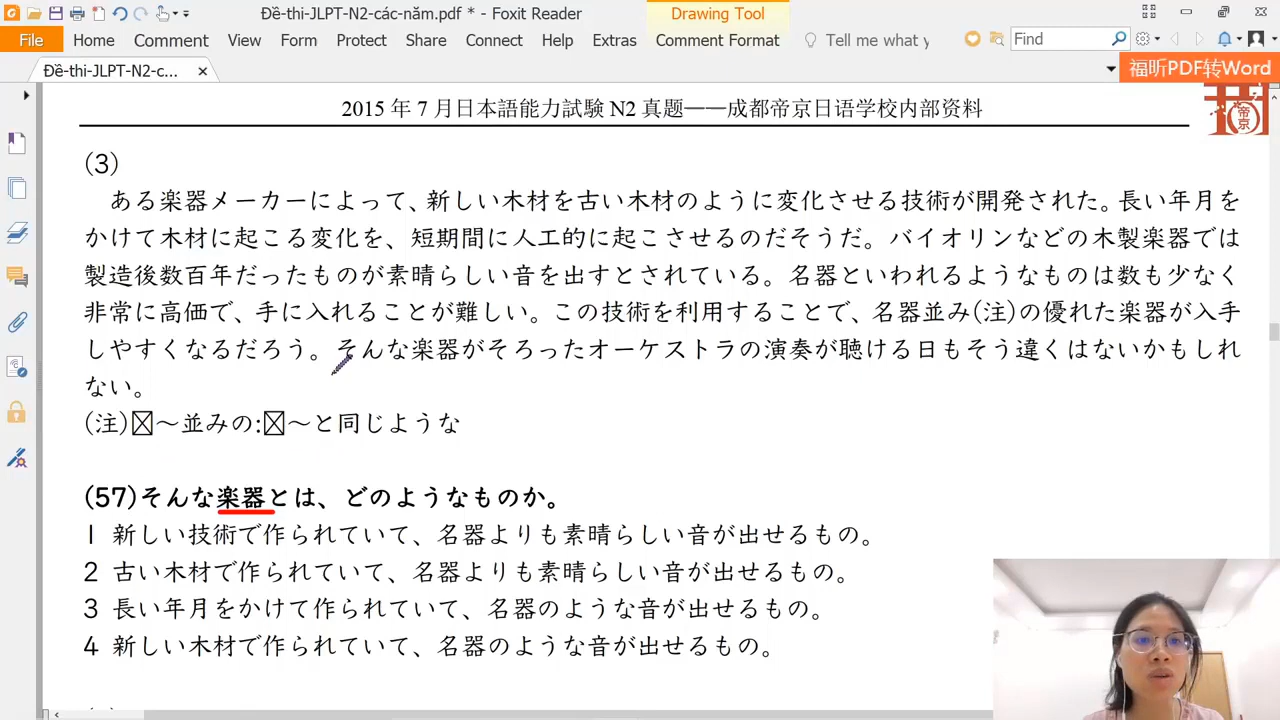 Đề-thi-JLPT-N2-các-năm.pdf * - Foxit Reader
Drawing Tool
File Home Comment View Form Protect Share Connect Help Extras Comment Format Tell me what y Find
Đề-thi-JLPT-N2-c...
福昕PDF转Word
2015 年 7 月日本語能力試験 N2 真题——成都帝京日语学校内部资料
帝京
(3)
ある楽器メーカーによって、新しい木材を古い木材のように変化させる技術が開発された。長い年月を
かけて木材に起こる変化を、短期間に人工的に起こさせるのだそうだ。バイオリンなどの木製楽器では
製造後数百年だったものが素晴らしい音を出すとされている。名器といわれるようなものは数も少なく
非常に高価で、手に入れることが難しい。この技術を利用することで、名器並み(注)の優れた楽器が入手
しやすくなるだろう。そんな楽器がそろったオーケストラの演奏が聴ける日もそう違くはないかもしれ
ない。
(注)〜並みの:〜と同じような
(57)そんな楽器とは、どのようなものか。
1 新しい技術で作られていて、名器よりも素晴らしい音が出せるもの。
2 古い木材で作られていて、名器よりも素晴らしい音が出せるもの。
3 長い年月をかけて作られていて、名器のような音が出せるもの。
4 新しい木材で作られていて、名器のような音が出せるもの。